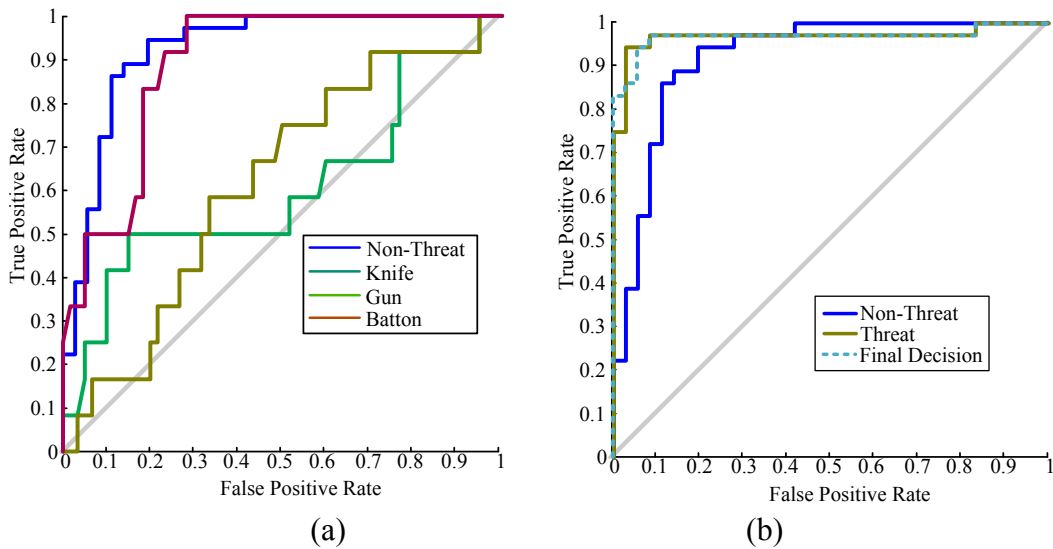 1
0.9
0.8
0.7
0.6
0.5
0.4
0.3
0.2
0.1
0
True Positive Rate
Non-Threat
Knife
Gun
Batton
0 0.1 0.2 0.3 0.4 0.5 0.6 0.7 0.8 0.9 1
False Positive Rate
(a)
1
0.9
0.8
0.7
0.6
0.5
0.4
0.3
0.2
0.1
0
True Positive Rate
Non-Threat
Threat
Final Decision
0 0.1 0.2 0.3 0.4 0.5 0.6 0.7 0.8 0.9 1
False Positive Rate
(b)